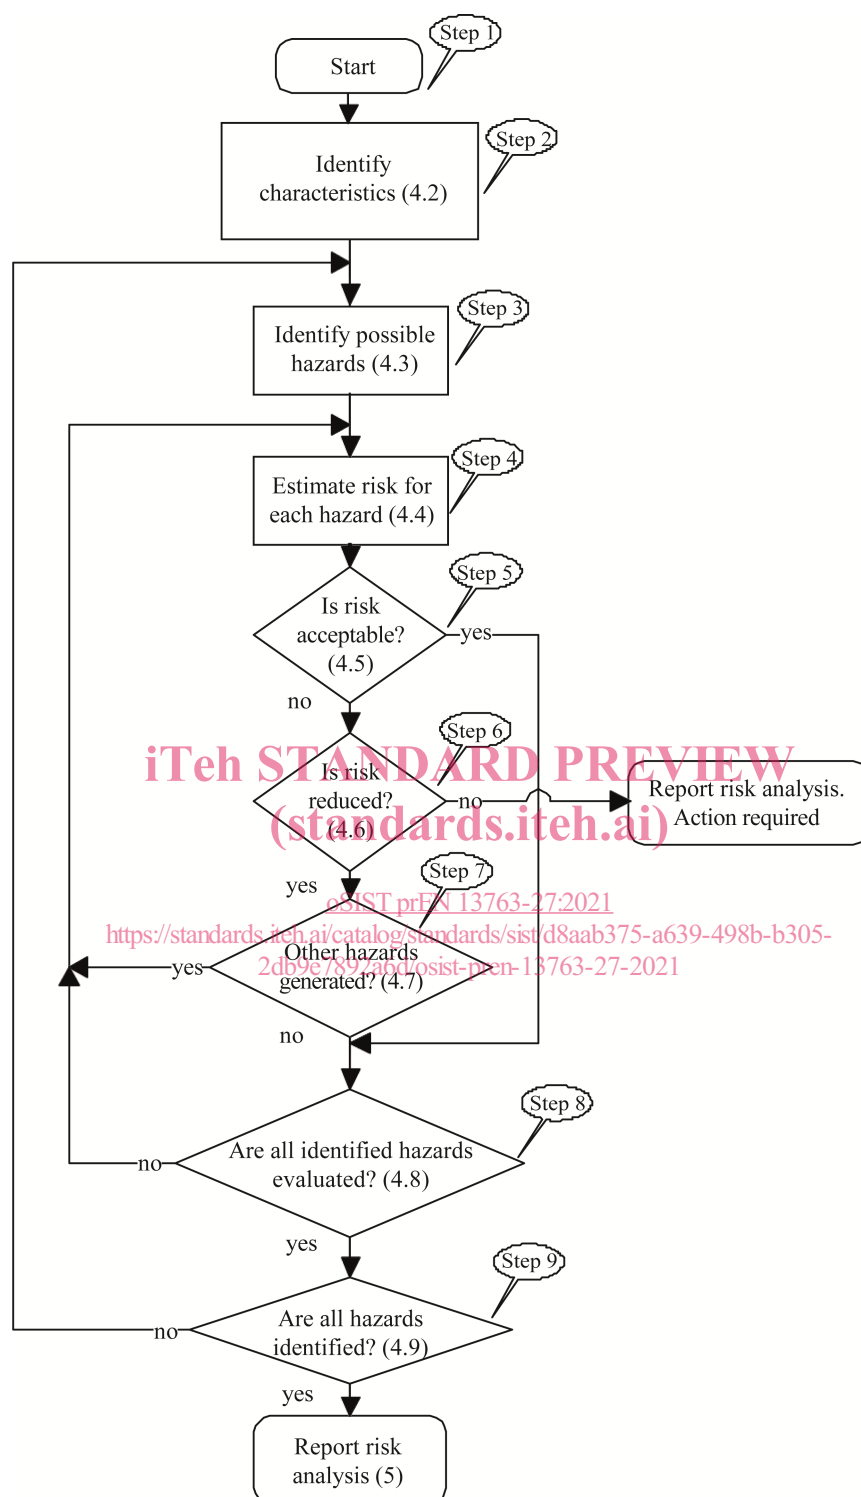 Step 1
Start
Step 2
Identify
characteristics (4.2)
Step 3
Identify possible
hazards (4.3)
Step 4
Estimate risk for
each hazard (4.4)
Step 5
Is risk
acceptable?
(4.5)
yes
no
Step 6
iTeh STANDARD PREVIEW
(standards.iteh.ai)
Is risk
reduced?
(4.6)
no
Report risk analysis.
Action required
yes
Step 7
oSIST prEN 13763-27:2021
https://standards.iteh.ai/catalog/standards/sist/d8aab375-a639-498b-b305-
2db9e7892a6d/osist-pren-13763-27-2021
Other hazards
generated? (4.7)
yes
no
Step 8
Are all identified hazards
evaluated? (4.8)
no
yes
Step 9
Are all hazards
identified? (4.9)
no
yes
Report risk
analysis (5)